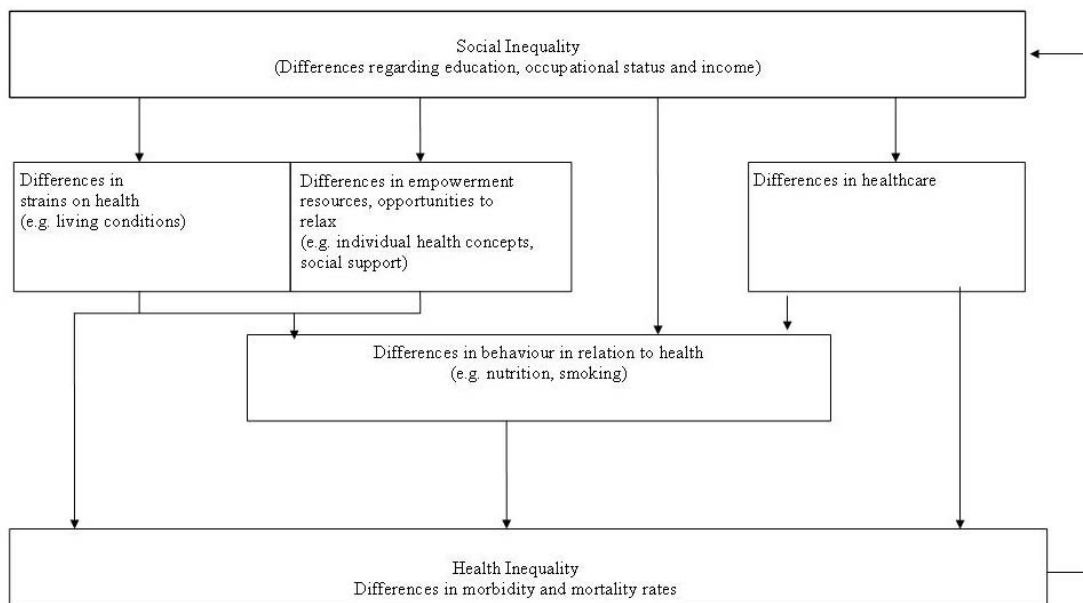 Social Inequality
(Differences regarding education, occupational status and income)
Differences in
strains on health
(e.g. living conditions)
Differences in empowerment
resources, opportunities to
relax
(e.g. individual health concepts,
social support)
Differences in healthcare
Differences in behaviour in relation to health
(e.g. nutrition, smoking)
Health Inequality
Differences in morbidity and mortality rates